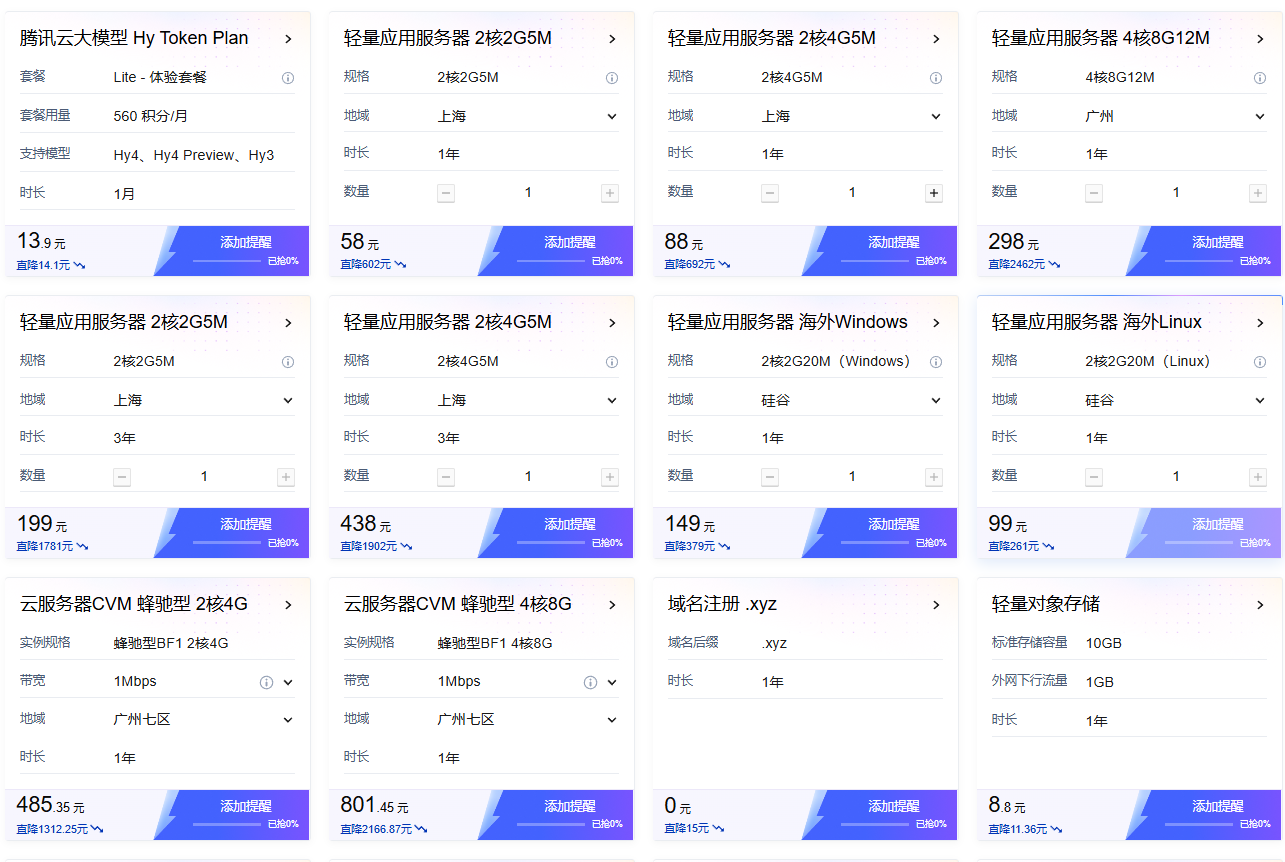 腾讯云大模型 Hy Token Plan
套餐 Lite - 体验套餐
套餐用量 560 积分/月
支持模型 Hy4、Hy4 Preview、Hy3
时长 1月
13.9 元
直降14.1元
添加提醒
已抢0%
轻量应用服务器 2核2G5M
规格 2核2G5M
地域 上海
时长 1年
数量 1
58 元
直降602元
添加提醒
已抢0%
轻量应用服务器 2核4G5M
规格 2核4G5M
地域 上海
时长 1年
数量 1
88 元
直降692元
添加提醒
已抢0%
轻量应用服务器 4核8G12M
规格 4核8G12M
地域 广州
时长 1年
数量 1
298 元
直降2462元
添加提醒
已抢0%
轻量应用服务器 2核2G5M
规格 2核2G5M
地域 上海
时长 3年
数量 1
199 元
直降1781元
添加提醒
已抢0%
轻量应用服务器 2核4G5M
规格 2核4G5M
地域 上海
时长 3年
数量 1
438 元
直降1902元
添加提醒
已抢0%
轻量应用服务器 海外Windows
规格 2核2G20M（Windows）
地域 硅谷
时长 1年
数量 1
149 元
直降379元
添加提醒
已抢0%
轻量应用服务器 海外Linux
规格 2核2G20M（Linux）
地域 硅谷
时长 1年
数量 1
99 元
直降261元
添加提醒
已抢0%
云服务器CVM 蜂驰型 2核4G
实例规格 蜂驰型BF1 2核4G
带宽 1Mbps
地域 广州七区
时长 1年
485.35 元
直降1312.25元
添加提醒
已抢0%
云服务器CVM 蜂驰型 4核8G
实例规格 蜂驰型BF1 4核8G
带宽 1Mbps
地域 广州七区
时长 1年
801.45 元
直降2166.87元
添加提醒
已抢0%
域名注册 .xyz
域名后缀 .xyz
时长 1年
0 元
直降15元
添加提醒
已抢0%
轻量对象存储
标准存储容量 10GB
外网下行流量 1GB
时长 1年
8.8 元
直降11.36元
添加提醒
已抢0%